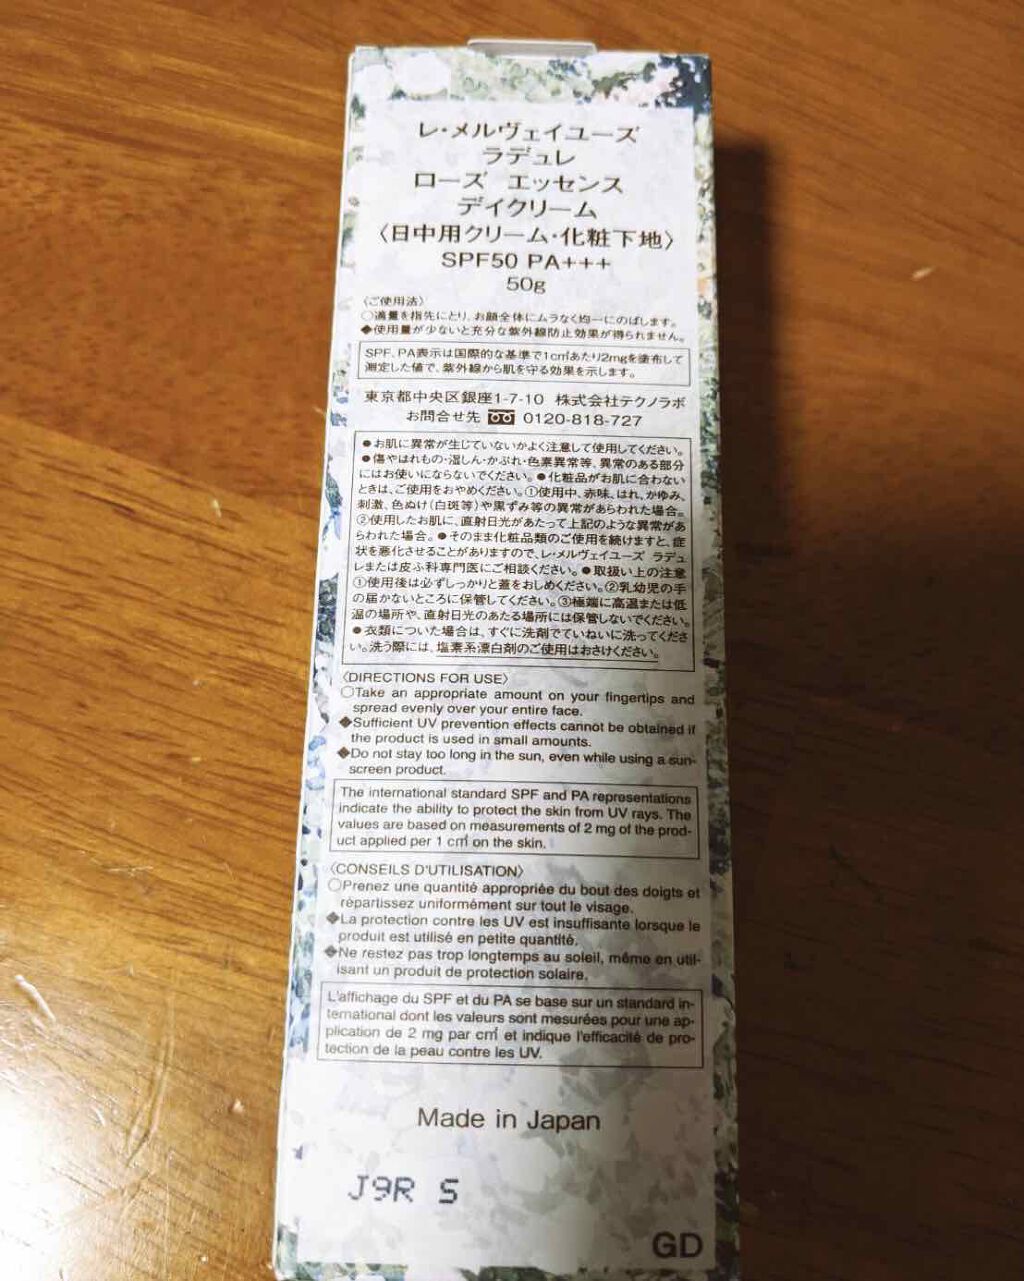 レ・メルヴェイユーズ
ラデュレ
ローズ エッセンス
デイクリーム
〈日中用クリーム・化粧下地〉
SPF50 PA+++
50g
〈ご使用法〉
○適量を指先にとり、お顔全体にムラなく均一にのばします。
◆使用量が少ないと充分な紫外線防止効果が得られません。
SPF、PA表示は国際的な基準で1c㎡あたり2mgを塗布して
測定した値で、紫外線から肌を守る効果を示します。
東京都中央区銀座1-7-10 株式会社テクノラボ
お問合せ先 0120-818-727
●お肌に異常が生じていないかよく注意して使用してください。
●傷やはれもの・湿しん・かぶれ・色素異常等、異常のある部分
にはお使いにならないでください。●化粧品がお肌に合わない
ときは、ご使用をおやめください。①使用中、赤味、はれ、かゆみ、
刺激、色ぬけ(白斑等)や黒ずみ等の異常があらわれた場合。
②使用したお肌に、直射日光があたって上記のような異常があ
らわれた場合。●そのまま化粧品類のご使用を続けますと、症
状を悪化させることがありますので、レ・メルヴェイユーズ ラデュ
レまたは皮ふ科専門医にご相談ください。●取扱い上の注意
①使用後は必ずしっかりと蓋をおしめください。②乳幼児の手
の届かないところに保管してください。③極端に高温または低
温の場所や、直射日光のあたる場所には保管しないでください。
●衣類についた場合は、すぐに洗剤でていねいに洗ってくださ
い。洗う際には、塩素系漂白剤のご使用はおさけください。
〈DIRECTIONS FOR USE〉
○Take an appropriate amount on your fingertips and
spread evenly over your entire face.
◆Sufficient UV prevention effects cannot be obtained if
the product is used in small amounts.
◆Do not stay too long in the sun, even while using a sun-
screen product.
The international standard SPF and PA representations
indicate the ability to protect the skin from UV rays. The
values are based on measurements of 2 mg of the prod-
uct applied per 1 c㎡ on the skin.
〈CONSEILS D'UTILISATION〉
○Prenez une quantité appropriée du bout des doigts et
répartissez uniformément sur tout le visage.
◆La protection contre les UV est insuffisante lorsque le
produit est utilisé en petite quantité.
◆Ne restez pas trop longtemps au soleil, même en util-
isant un produit de protection solaire.
L'affichage du SPF et du PA se base sur un standard in-
ternational dont les valeurs sont mesurées pour une ap-
plication de 2 mg par c㎡ et indique l'efficacité de pro-
tection de la peau contre les UV.
Made in Japan
J9R S
GD